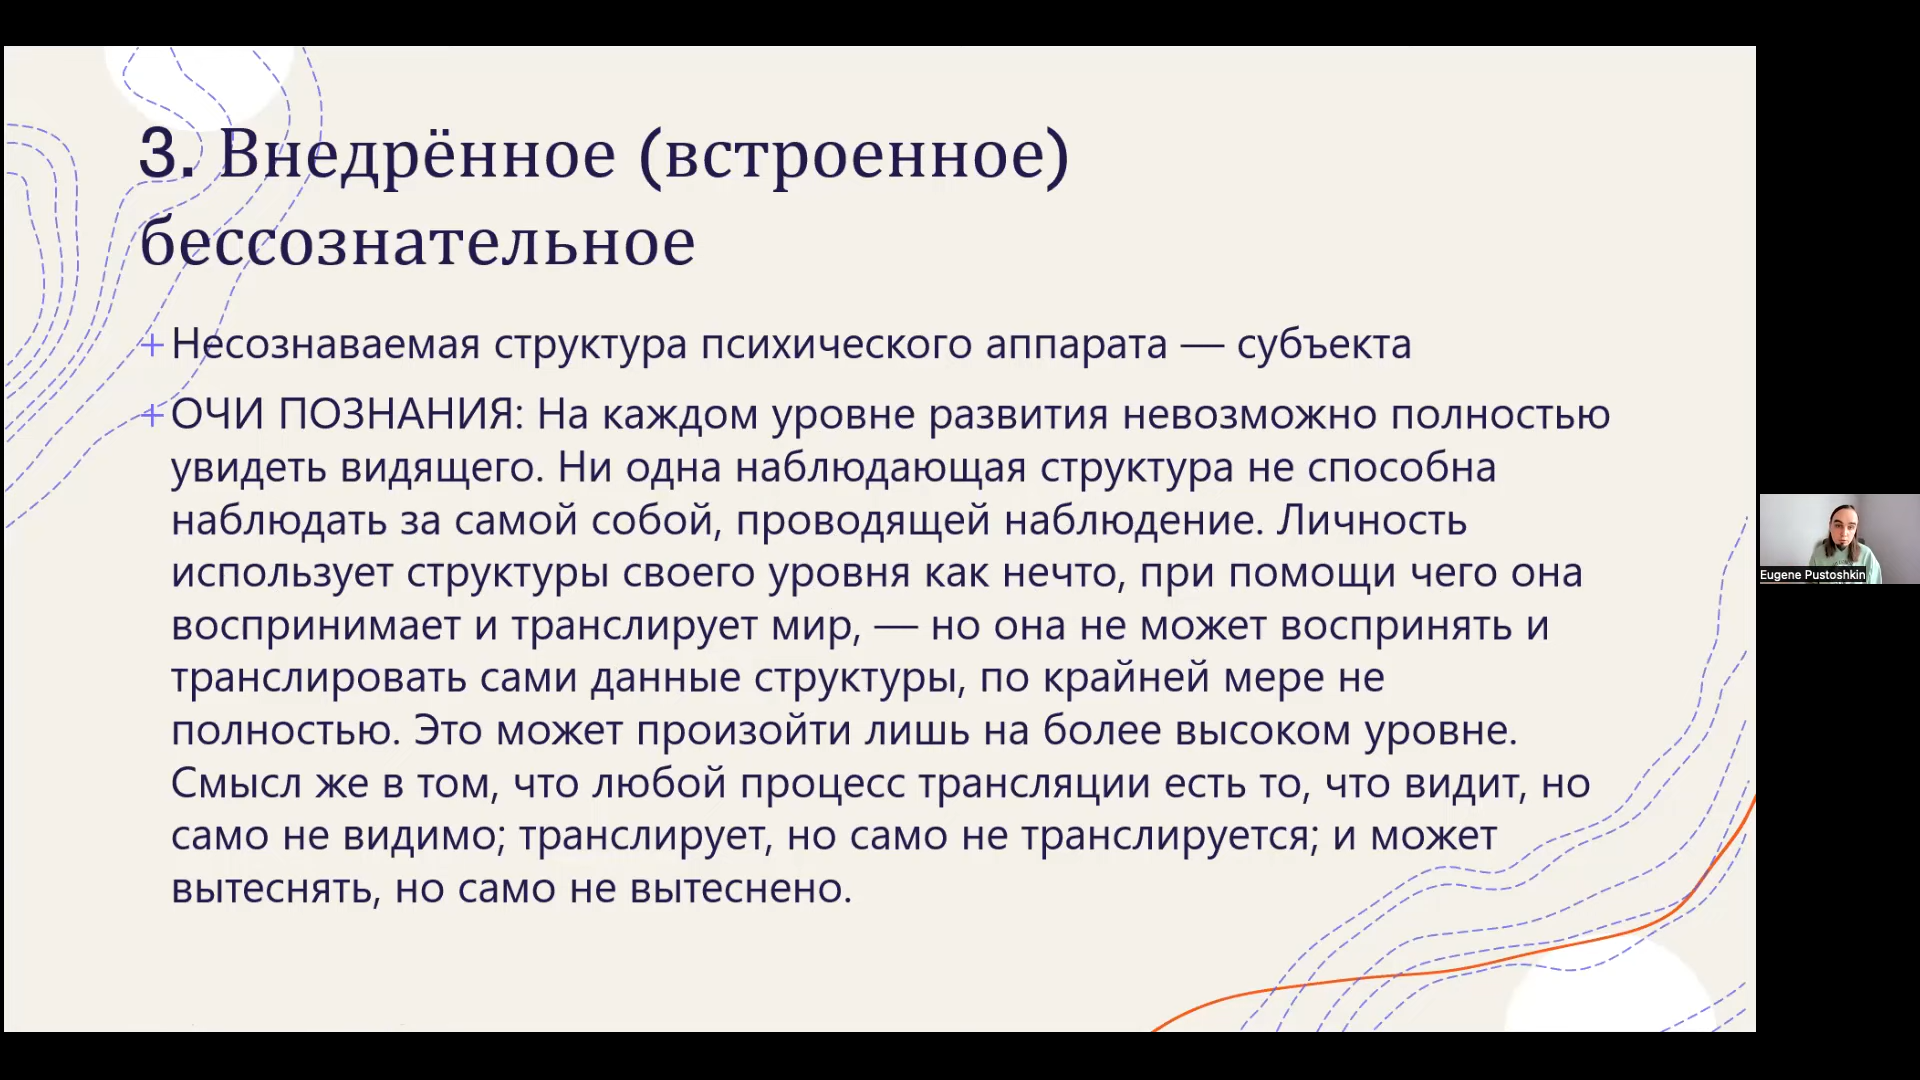 3. Внедрённое (встроенное)
бессознательное
+ Несознаваемая структура психического аппарата — субъекта
+ ОЧИ ПОЗНАНИЯ: На каждом уровне развития невозможно полностью
увидеть видящего. Ни одна наблюдающая структура не способна
наблюдать за самой собой, проводящей наблюдение. Личность
использует структуры своего уровня как нечто, при помощи чего она
воспринимает и транслирует мир, — но она не может воспринять и
транслировать сами данные структуры, по крайней мере не
полностью. Это может произойти лишь на более высоком уровне.
Смысл же в том, что любой процесс трансляции есть то, что видит, но
само не видимо; транслирует, но само не транслируется; и может
вытеснять, но само не вытеснено.
Eugene Pustoshkin